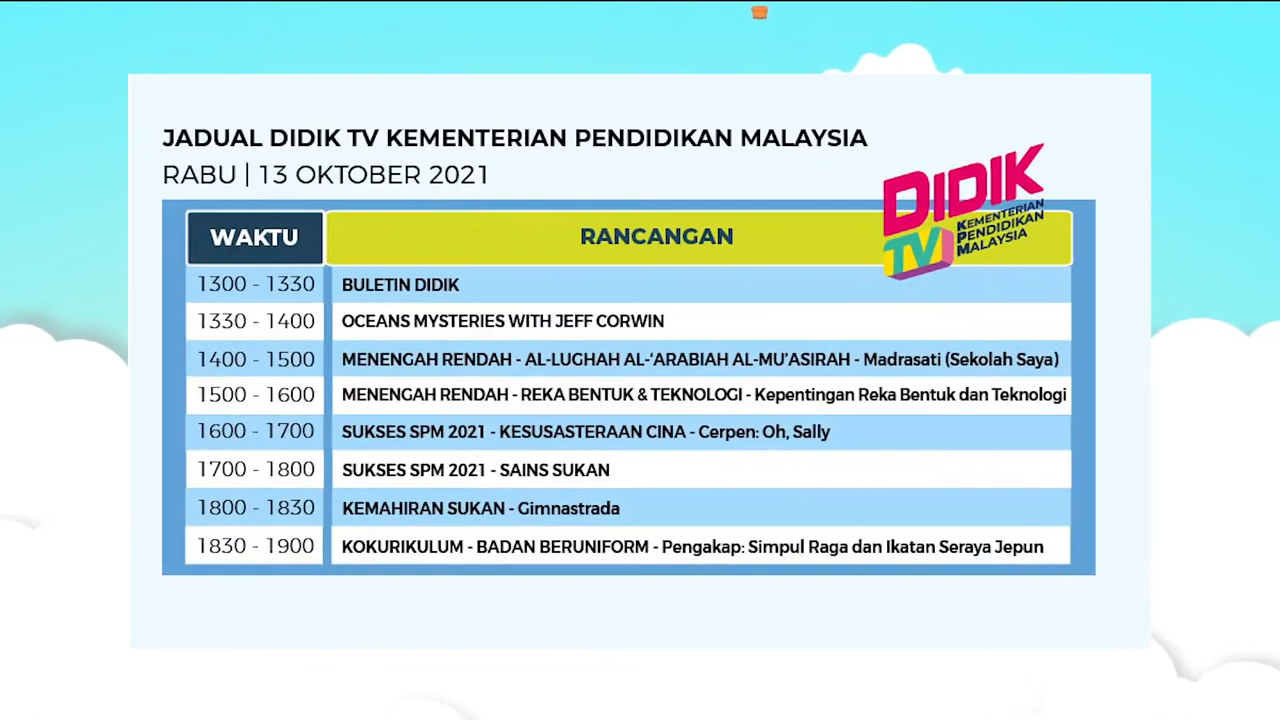 JADUAL DIDIK TV KEMENTERIAN PENDIDIKAN MALAYSIA
RABU | 13 OKTOBER 2021
DIDIK
TV
KEMENTERIAN
PENDIDIKAN
MALAYSIA
WAKTU RANCANGAN
1300 - 1330 BULETIN DIDIK
1330 - 1400 OCEANS MYSTERIES WITH JEFF CORWIN
1400 - 1500 MENENGAH RENDAH - AL-LUGHAH AL-‘ARABIAH AL-MU’ASIRAH - Madrasati (Sekolah Saya)
1500 - 1600 MENENGAH RENDAH - REKA BENTUK & TEKNOLOGI - Kepentingan Reka Bentuk dan Teknologi
1600 - 1700 SUKSES SPM 2021 - KESUSASTERAAN CINA - Cerpen: Oh, Sally
1700 - 1800 SUKSES SPM 2021 - SAINS SUKAN
1800 - 1830 KEMAHIRAN SUKAN - Gimnastrada
1830 - 1900 KOKURIKULUM - BADAN BERUNIFORM - Pengakap: Simpul Raga dan Ikatan Seraya Jepun